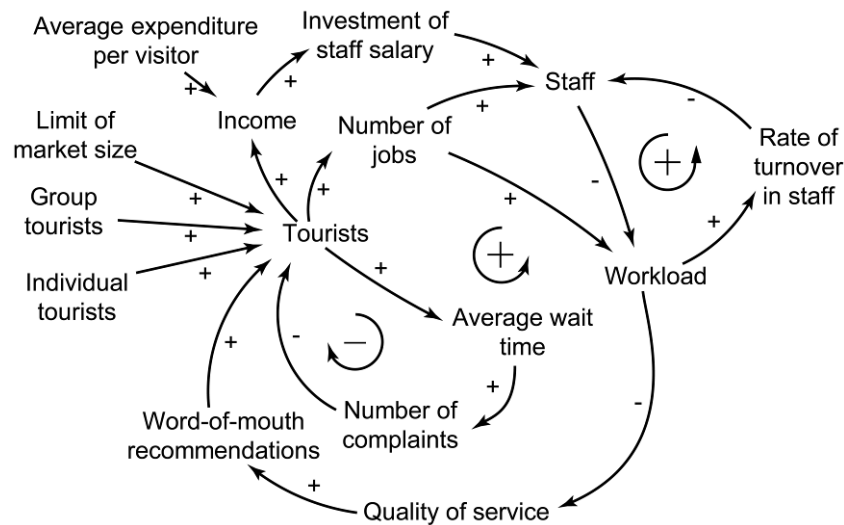 Average expenditure
per visitor
Investment of
staff salary
+
+
+
Staff
Limit of
market size
Income
Number of
jobs
+
-
Rate of
turnover
in staff
+
+
+
+
-
+
+
Group
tourists
+
Tourists
+
+
+
Individual
tourists
+
Workload
Average wait
time
+
-
−
+
-
Word-of-mouth
recommendations
Number of
complaints
+
Quality of service